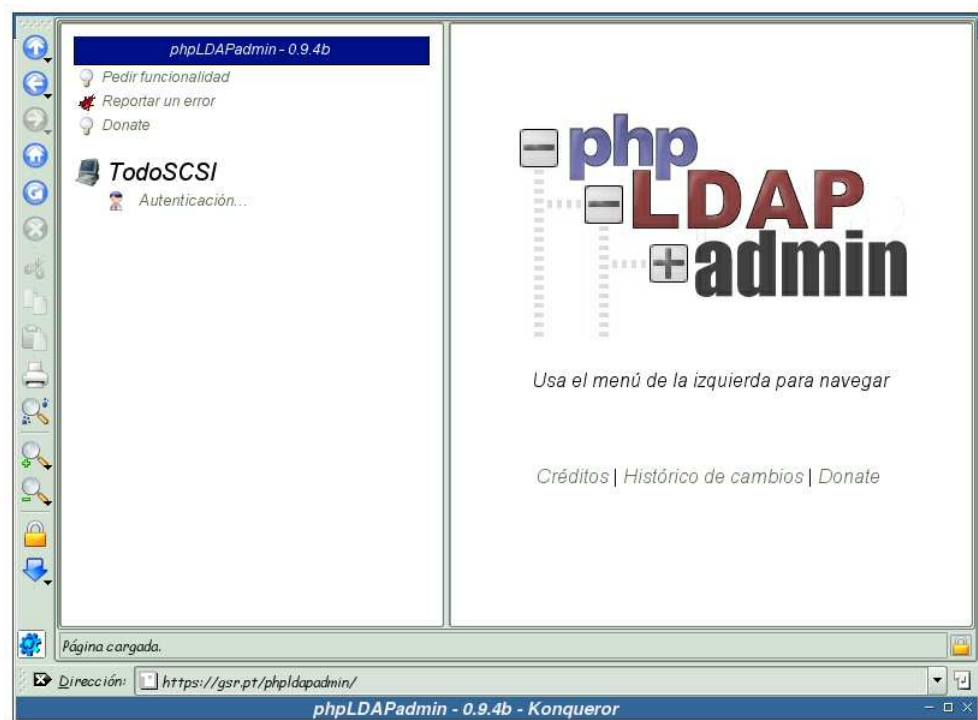 phpLDAPadmin - 0.9.4b
Pedir funcionalidad
Reportar un error
Donate
TodoSCSI
Autenticación...
php
LDAP
admin
Usa el menú de la izquierda para navegar
Créditos | Histórico de cambios | Donate
Página cargada.
Dirección: https://gsr.pt/phpldapadmin/
phpLDAPadmin - 0.9.4b - Konqueror